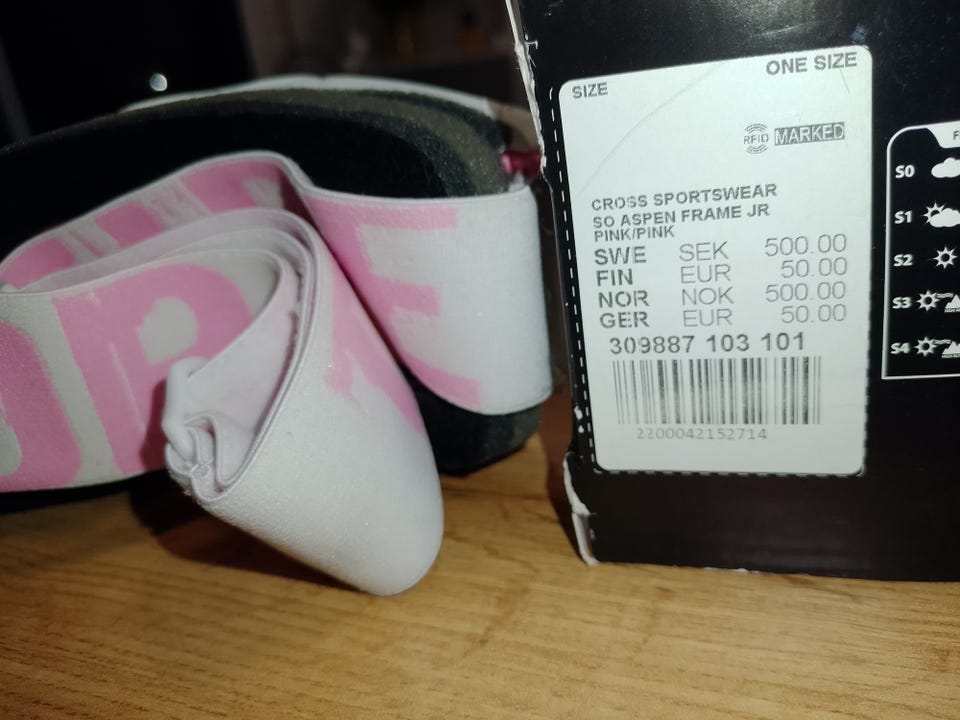 SIZE ONE SIZE
RFID MARKED
CROSS SPORTSWEAR
SO ASPEN FRAME JR
PINK/PINK
SWE SEK 500.00
FIN EUR 50.00
NOR NOK 500.00
GER EUR 50.00
309887 103 101
2200042152714
S0
S1
S2
S3
S4